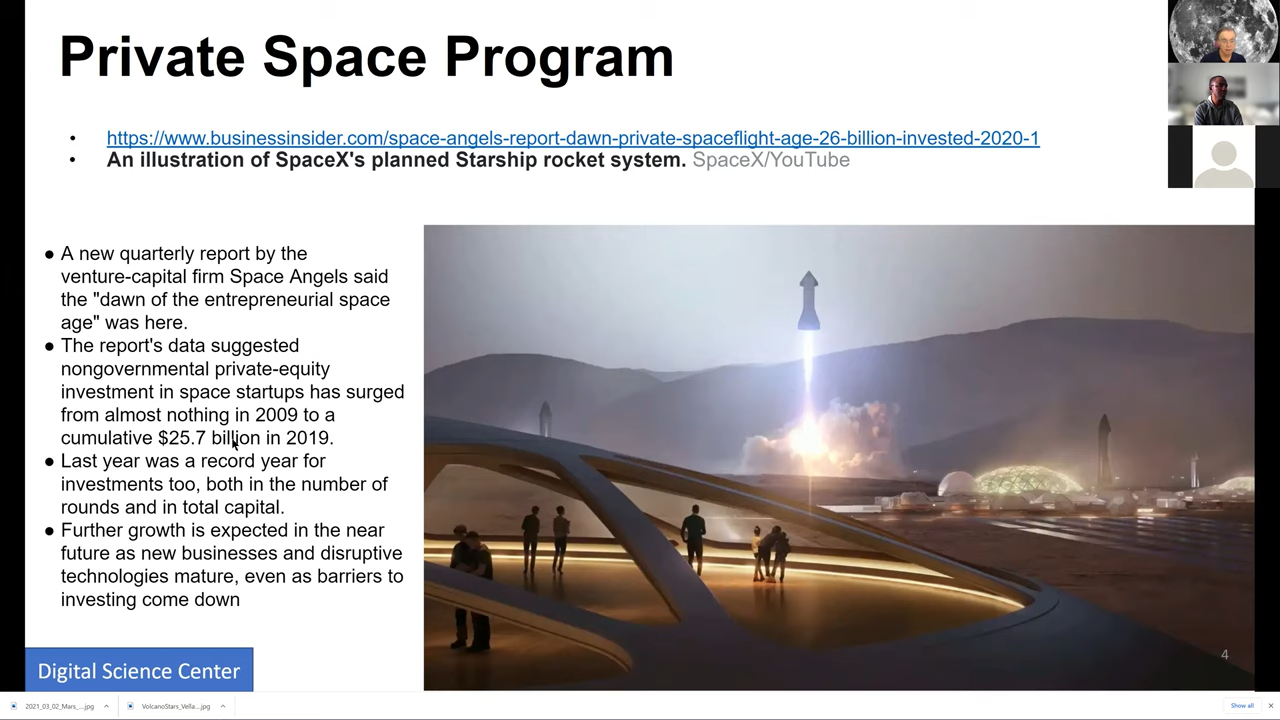 Private Space Program
• https://www.businessinsider.com/space-angels-report-dawn-private-spaceflight-age-26-billion-invested-2020-1
• An illustration of SpaceX's planned Starship rocket system. SpaceX/YouTube
● A new quarterly report by the
venture-capital firm Space Angels said
the "dawn of the entrepreneurial space
age" was here.
● The report's data suggested
nongovernmental private-equity
investment in space startups has surged
from almost nothing in 2009 to a
cumulative $25.7 billion in 2019.
● Last year was a record year for
investments too, both in the number of
rounds and in total capital.
● Further growth is expected in the near
future as new businesses and disruptive
technologies mature, even as barriers to
investing come down
4
Digital Science Center
2021_03_02_Mars_....jpg
VolcanoStars_Vella....jpg
Show all